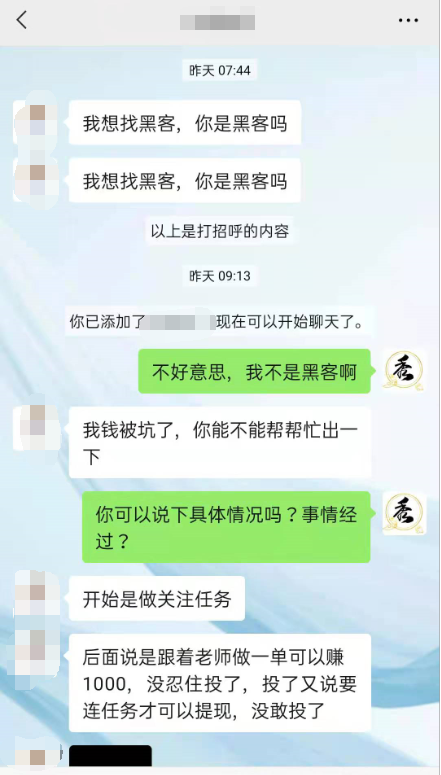 昨天 07:44
我想找黑客，你是黑客吗
我想找黑客，你是黑客吗
以上是打招呼的内容
昨天 09:13
你已添加了 现在可以开始聊天了。
不好意思，我不是黑客啊
秀
我钱被坑了，你能不能帮帮忙出一
下
你可以说下具体情况吗？事情经
过？
秀
开始是做关注任务
后面说是跟着老师做一单可以赚
1000，没忍住投了，投了又说要
连任务才可以提现，没敢投了